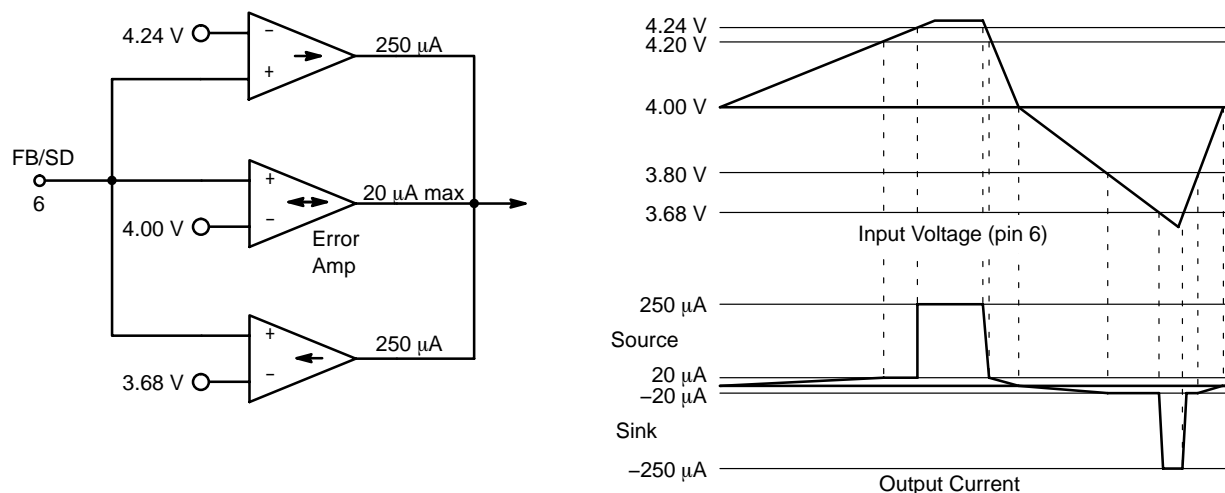 4.24 V
−
+
250 μA
FB/SD
6
+
−
4.00 V
20 μA max
Error
Amp
+
−
3.68 V
250 μA
4.24 V
4.20 V
4.00 V
3.80 V
3.68 V
Input Voltage (pin 6)
250 μA
Source
20 μA
−20 μA
Sink
−250 μA
Output Current